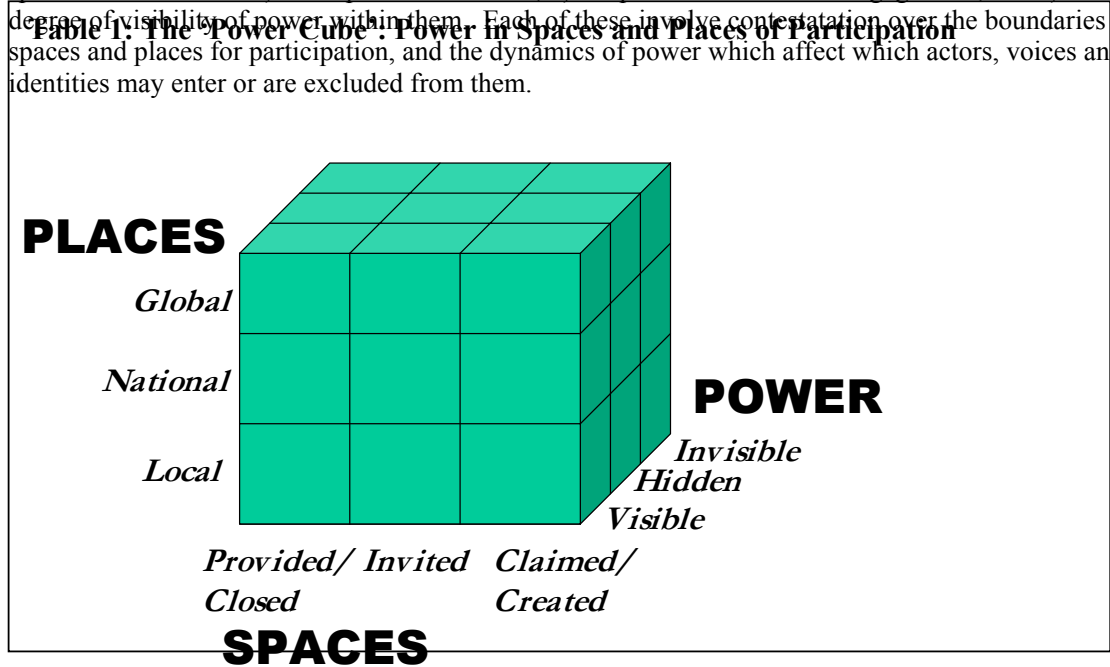 degree of visibility of power within them. Each of these involve contestatation over the boundaries
Table 1: The ‘Power Cube’: Power in Spaces and Places of Participation
spaces and places for participation, and the dynamics of power which affect which actors, voices an
identities may enter or are excluded from them.
PLACES
Global
National
Local
POWER
Invisible
Hidden
Visible
Provided/ Invited Claimed/
Closed Created
SPACES